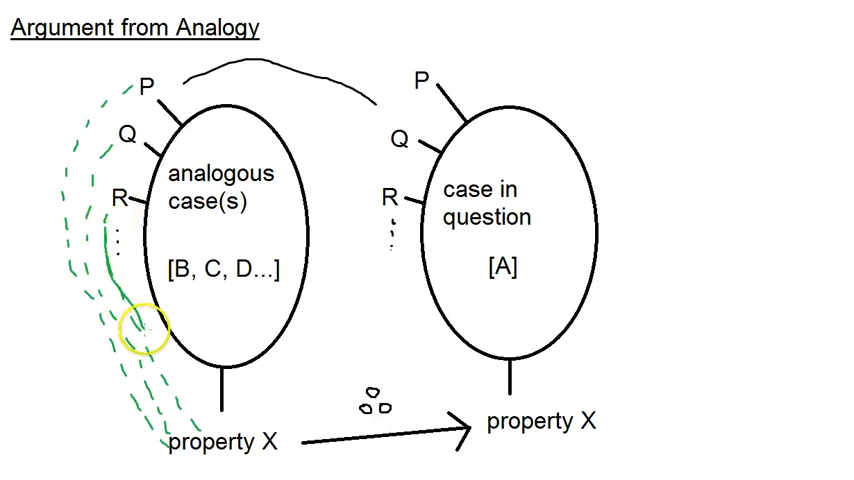 Argument from Analogy
P
Q
R
analogous
case(s)
[B, C, D...]
property X
P
Q
R
case in
question
[A]
property X